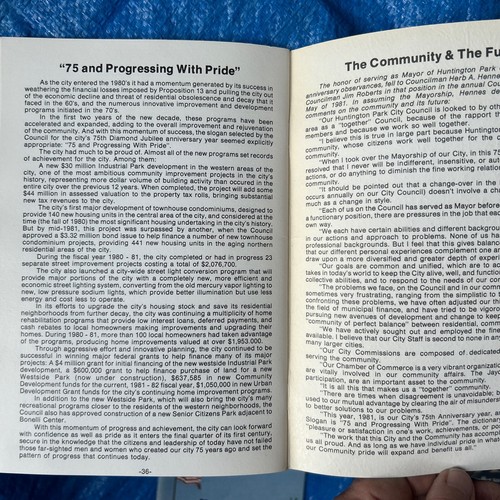 "75 and Progressing With Pride"
As the city entered the 1980's it had a momentum generated by its success in
weathering the financial losses imposed by Proposition 13 and pulling the city out
of the economic decline and threat of residential obsolescence and decay that it
faced in the 60's, and the numerous innovative improvement and development
programs initiated in the 70's.
In the first two years of the new decade, these programs have been
accelerated and expanded, adding to the overall improvement and rejuvenation
of the community. And with this momentum, the slogan selected by the
Council for the city's 75th Diamond Jubilee anniversary year seemed explicitly
appropriate: "75 and Progressing With Pride".
The city had much to be proud of. Almost all of the new programs set records
of achievement for the city. Among them:
A new $30 million Industrial Park development in the western areas of the
city, one of the most ambitious community improvement projects in the city's
history, representing more dollar volume of building activity than occurred in the
entire city over the previous 12 years. When completed, the project will add some
$44 million in assessed valuation to the property tax rolls, bringing substantial
new tax revenues to the city.
The city's first major development of townhouse condominiums, designed to
provide 140 new housing units in the central area of the city, and considered at the
time (the fall of 1980) the most significant housing undertaking in the city's history.
But by mid-1981, this project was surpassed by another, when the Council
approved a $3.32 million bond issue to help finance a number of new townhouse
condominium projects, providing 441 new housing units in the aging northern
residential areas of the city.
During the fiscal year 1980 - 81, the city completed or had in progress 23
separate street improvement projects costing a total of $2,076,700.
The city also launched a city-wide street light conversion program that will
provide major portions of the city with a completely new, more efficient and
economic street lighting system, converting from the old mercury vapor lighting to
new, low pressure sodium lights, which provide better illumination but use less
energy and cost less to operate.
In its efforts to upgrade the city's housing stock and save its residential
neighborhoods from further decay, the city was continuing a multiplicity of home
rehabilitation programs that provide low interest loans, deferred payments, and
cash rebates to local homeowners making improvements and upgrading their
homes. During 1980 - 81, more than 100 local homeowners had taken advantage
of the programs, producing home improvements valued at over $1,953,000.
Through aggressive effort and innovative planning, the city continued to be
successful in winning major federal grants to help finance many of its major
projects: A $4 million grant for initial financing of the new westside Industrial Park
development, a $600,000 grant to help finance purchase of land for a new
Westside Park (now under construction), $637,585 in new Community
Development funds for the current, 1981 - 82 fiscal year, $1,050,000 in new Urban
Development Grant funds for the city's continuing home improvement programs.
In addition to the new Westside Park, which will also bring the city's many
recreational programs closer to the residents of the western neighborhoods, the
Council also has approved construction of a new Senior Citizens Park adjacent to
Bonelli Center.
With this momentum of progress and achievement, the city can look forward
with confidence as well as pride as it enters the final quarter of its first century,
secure in the knowledge that the citizens and leadership of today have not failed
those far-sighted men and women who created our city 75 years ago and set the
pattern of progress that continues today.
-36-
The Community & The Fu
The honor of serving as Mayor of Huntington Park
anniversary observances, fell to Councilman Herb A. Hennes
Councilman Jim Roberts in that position in the annual Coun
May of 1981. In assuming the Mayorship, Hennes de
comments on the community and its future:
"Our Huntington Park City Council is looked to by oth
area as a "together" Council, because of the rapport th
members and because we work so well together.
"I believe this is true in large part because Huntington
community, whose citizens work well together for the c
community.
"When I took over the Mayorship of our City, in this 75
resolved that I never will be indifferent, insensitive, or aut
actions, or do anything to diminish the fine working relation
community.
"It should be pointed out that a change-over in the
occurs annually on our City Council) doesn't involve a ch
much as a change in style.
"Each of us on the Council has served as Mayor before
a functionary position, there are pressures in the job that see
own way.
"We each have certain abilities and different background
in our actions and approach to problems. None of us ha
professional backgrounds. But I feel that this gives balanc
that our different personal experiences complement one an
draw upon a more diversified and greater depth of experie
"Our goals are common and unified, which are to ac
takes in today's world to keep the City alive, well, and functio
collective abilities, and to respond to the needs of our con
"The problems we face, on the Council and in our comm
sometimes very frustrating, ranging from the simplistic to t
confronting these problems, we have often adjusted our th
the field of municipal finance, and have tried to be vigoro
pursuing new avenues of development and change to keep
"community of perfect balance" between residential, comm
"We have actively sought out and employed the fines
available. I believe that our City Staff is second to none in any
many larger cities.
"Our City Commissions are composed of, dedicate
serving the community.
"Our Chamber of Commerce is a very vibrant organization
are vitally involved in our community affairs. The Jayc
participation, are an important asset to the community.
"It is all this that makes us a "together" community.
"There are times when disagreement is unavoidable; b
used to our mutual advantage by clearing the air of misunders
to better solutions to our problems.
"This year, 1981, is our City's 75th Anniversary year, an
Slogan is "75 and Progressing With Pride". The dictionary
"pleasure or satisfaction in one's work, achievements, or pos
"The work that this City and the Community has accomplis
us all proud. And as long as we have individual pride in what
our Community pride will expand and benefit us all."